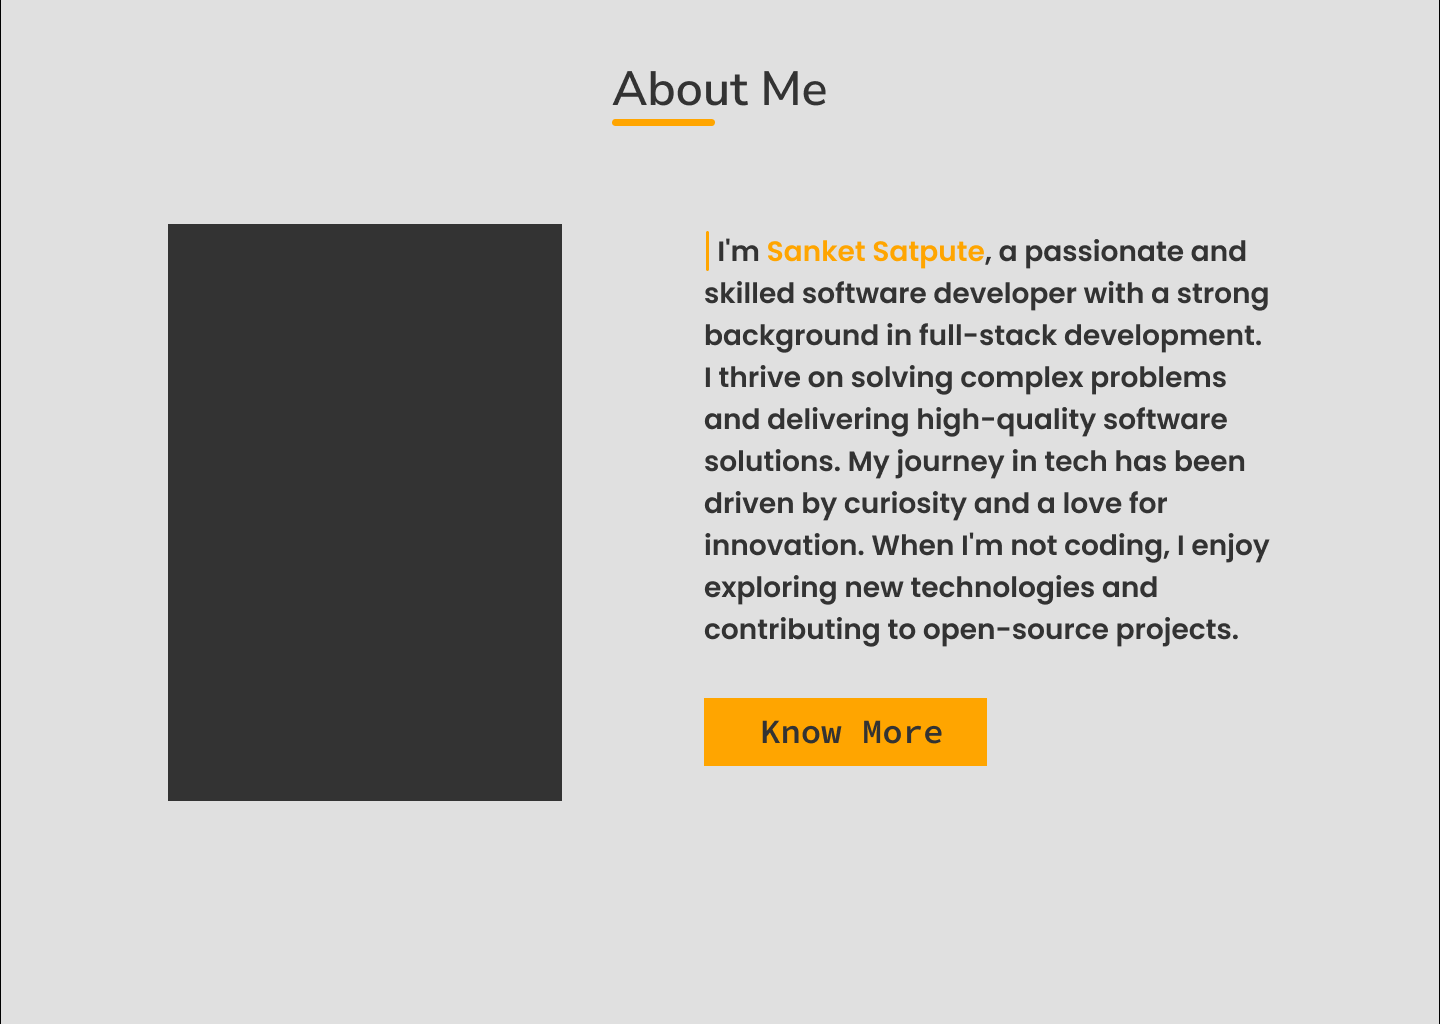 About Me
I'm Sanket Satpute, a passionate and
skilled software developer with a strong
background in full-stack development.
I thrive on solving complex problems
and delivering high-quality software
solutions. My journey in tech has been
driven by curiosity and a love for
innovation. When I'm not coding, I enjoy
exploring new technologies and
contributing to open-source projects.
Know More